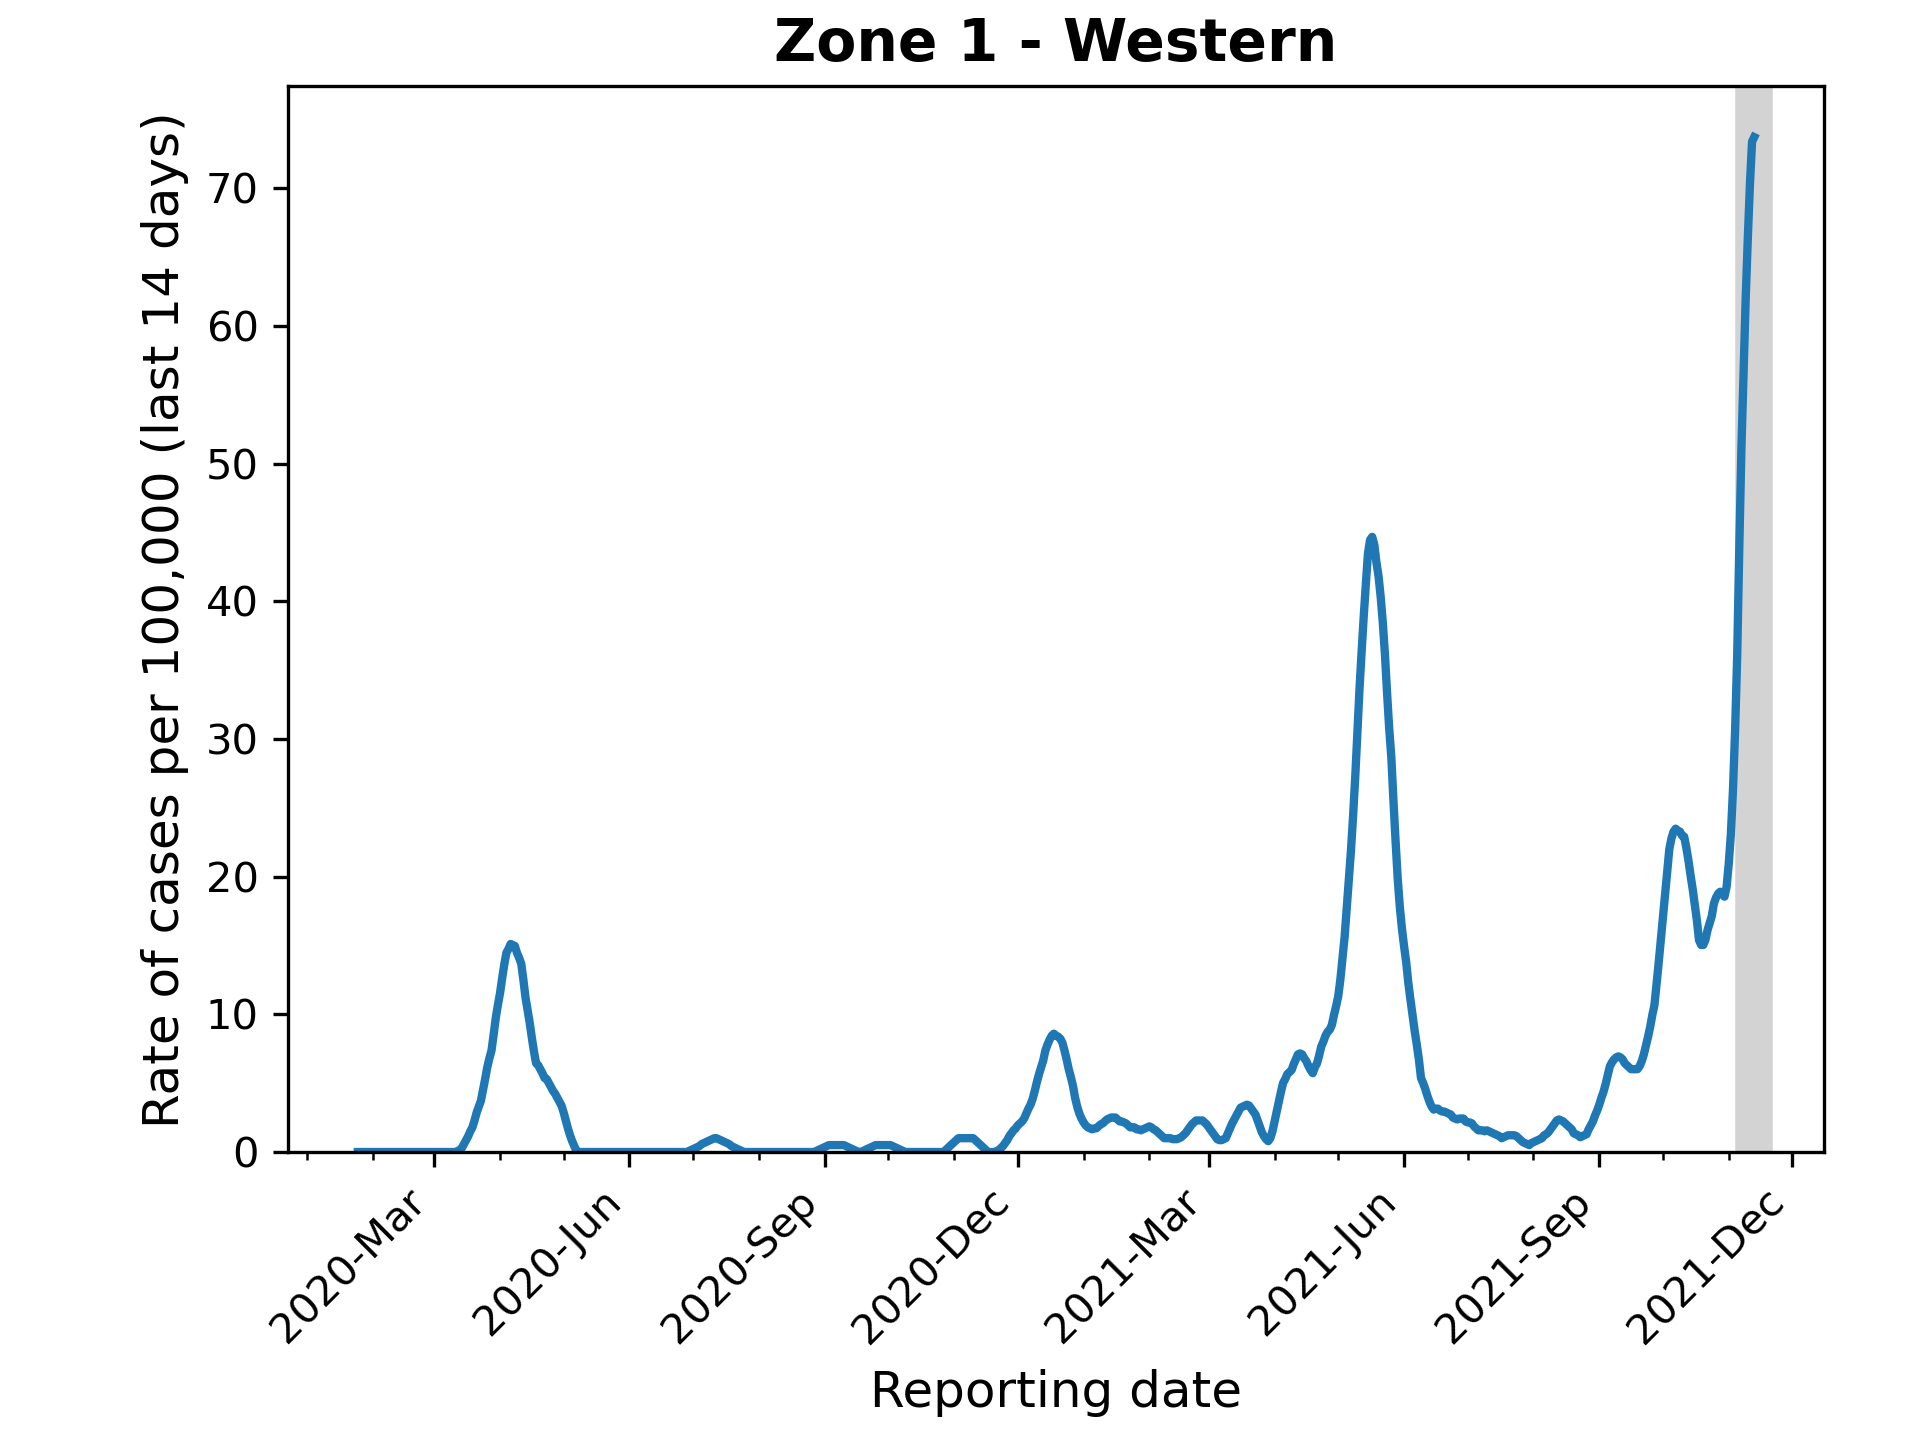 Zone 1 - Western
Rate of cases per 100,000 (last 14 days)
70
60
50
40
30
20
10
0
2020-Mar
2020-Jun
2020-Sep
2020-Dec
2021-Mar
2021-Jun
2021-Sep
2021-Dec
Reporting date